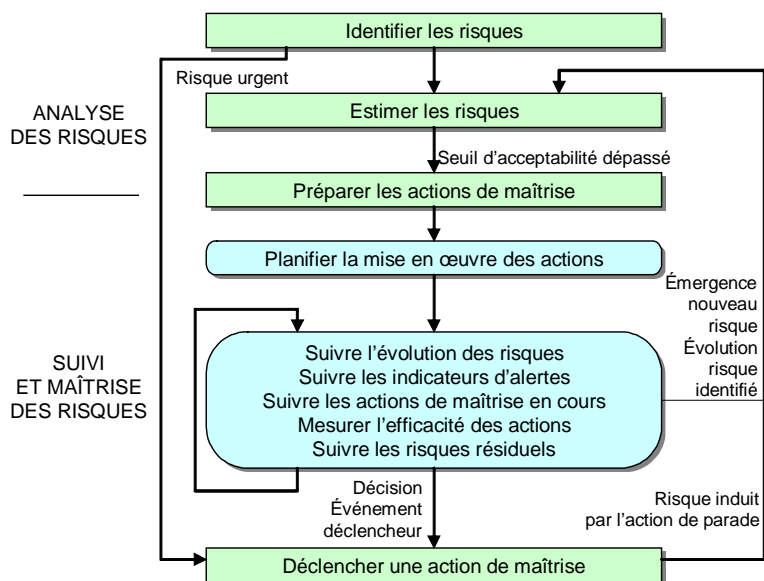 Identifier les risques
Risque urgent
ANALYSE
DES RISQUES
Estimer les risques
Seuil d’acceptabilité dépassé
Préparer les actions de maîtrise
Planifier la mise en œuvre des actions
Émergence
nouveau
risque
Évolution
risque
identifié
SUIVI
ET MAÎTRISE
DES RISQUES
Suivre l’évolution des risques
Suivre les indicateurs d’alertes
Suivre les actions de maîtrise en cours
Mesurer l’efficacité des actions
Suivre les risques résiduels
Décision
Événement
déclencheur
Risque induit
par l’action de parade
Déclencher une action de maîtrise